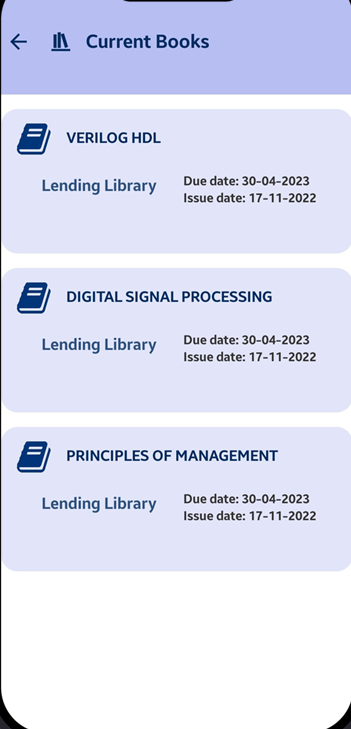 Current Books
VERILOG HDL
Lending Library
Due date: 30-04-2023
Issue date: 17-11-2022
DIGITAL SIGNAL PROCESSING
Lending Library
Due date: 30-04-2023
Issue date: 17-11-2022
PRINCIPLES OF MANAGEMENT
Lending Library
Due date: 30-04-2023
Issue date: 17-11-2022